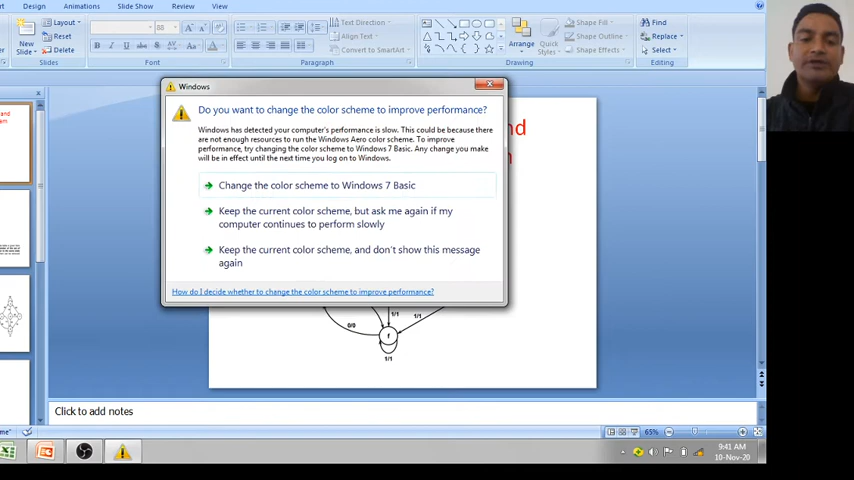 Design Animations Slide Show Review View
New
Slide
Layout
Reset
Delete
88
Text Direction
Align Text
Convert to SmartArt
Arrange
Quick
Styles
Shape Fill
Shape Outline
Shape Effects
Find
Replace
Select
Font
Paragraph
Drawing
Editing
Windows
Do you want to change the color scheme to improve performance?
Windows has detected your computer's performance is slow. This could be because there
are not enough resources to run the Windows Aero color scheme. To improve
performance, try changing the color scheme to Windows 7 Basic. Any change you make
will be in effect until the next time you log on to Windows.
Change the color scheme to Windows 7 Basic
Keep the current color scheme, but ask me again if my
computer continues to perform slowly
Keep the current color scheme, and don't show this message
again
How do I decide whether to change the color scheme to improve performance?
nd
0/0
1/1
1/1
f
1/1
Click to add notes
65%
9:41 AM
10-Nov-20